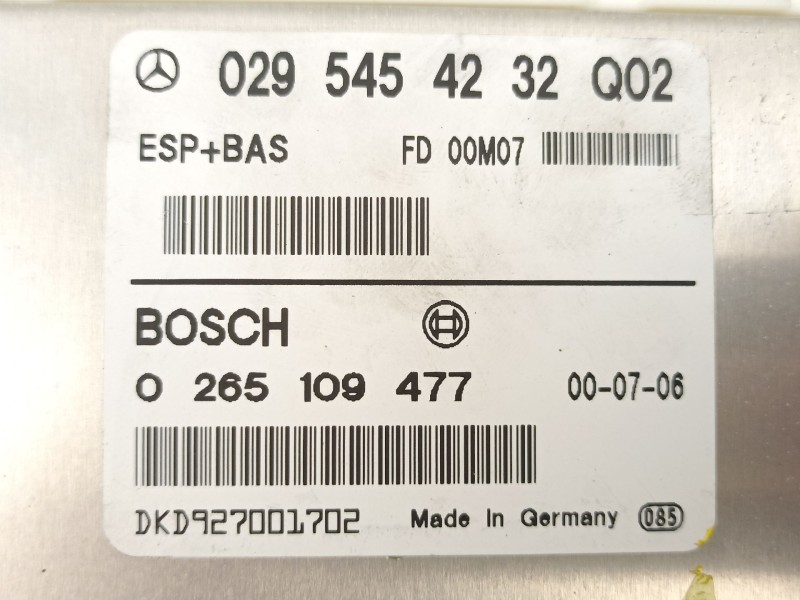 029 545 42 32 Q02
ESP+BAS FD 00M07
BOSCH
0 265 109 477 00-07-06
DKD927001702 Made in Germany 085